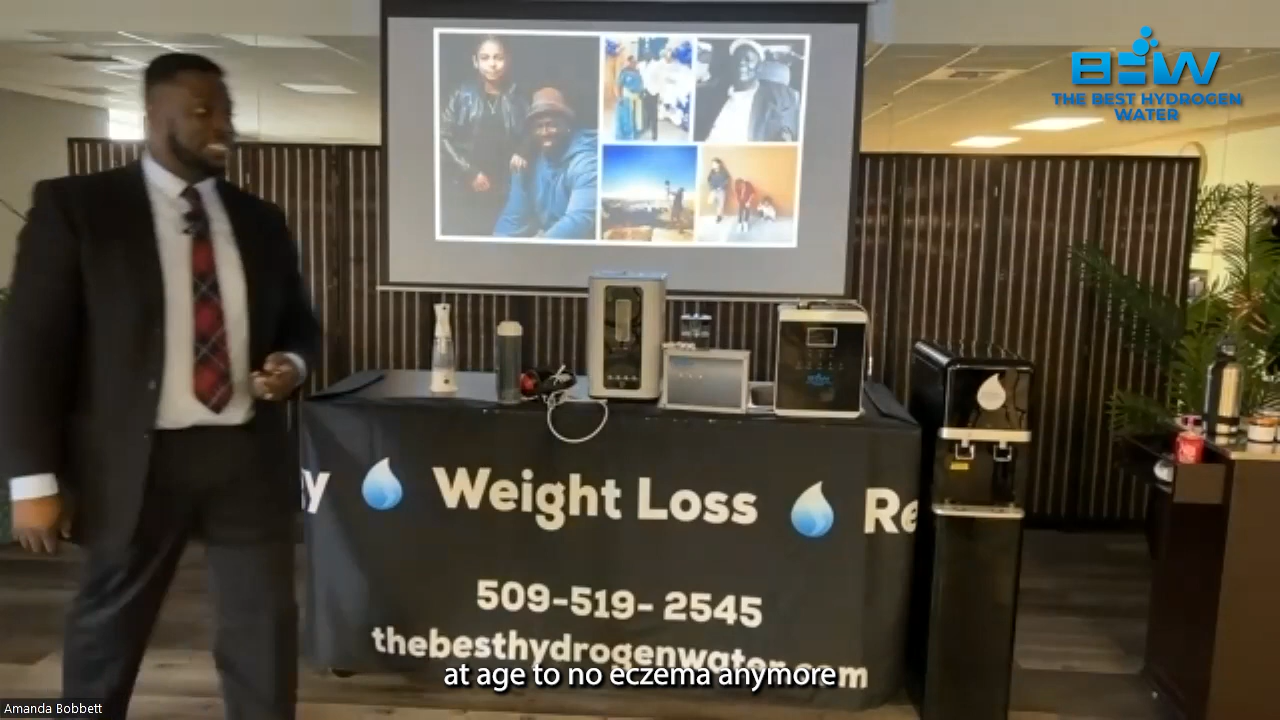 BHW
THE BEST HYDROGEN
WATER
y Weight Loss Re
509-519- 2545
thebesthydrogenwater.com
at age to no eczema anymore
Amanda Bobbett